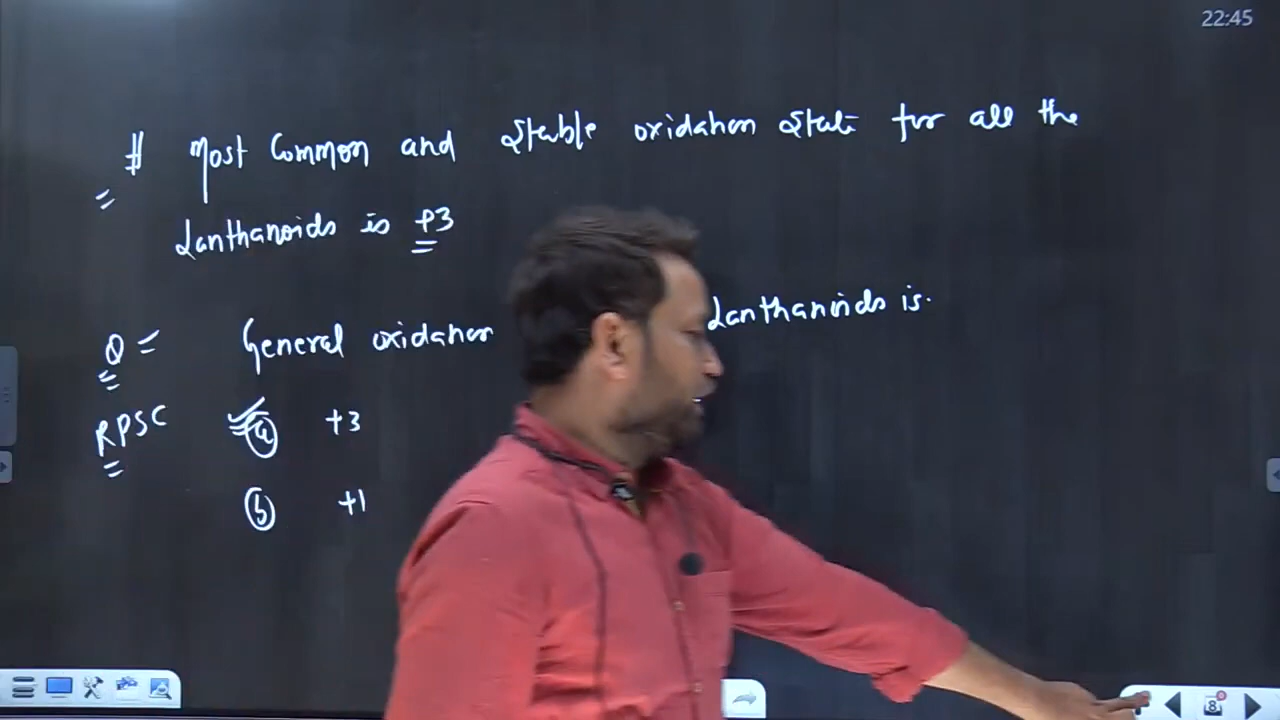 22:45
# Most Common and Stable oxidation State for all the
Lanthanoids is +3
Q = General oxidation Lanthanoids is.
RPSC (a) +3
(b) +1
8